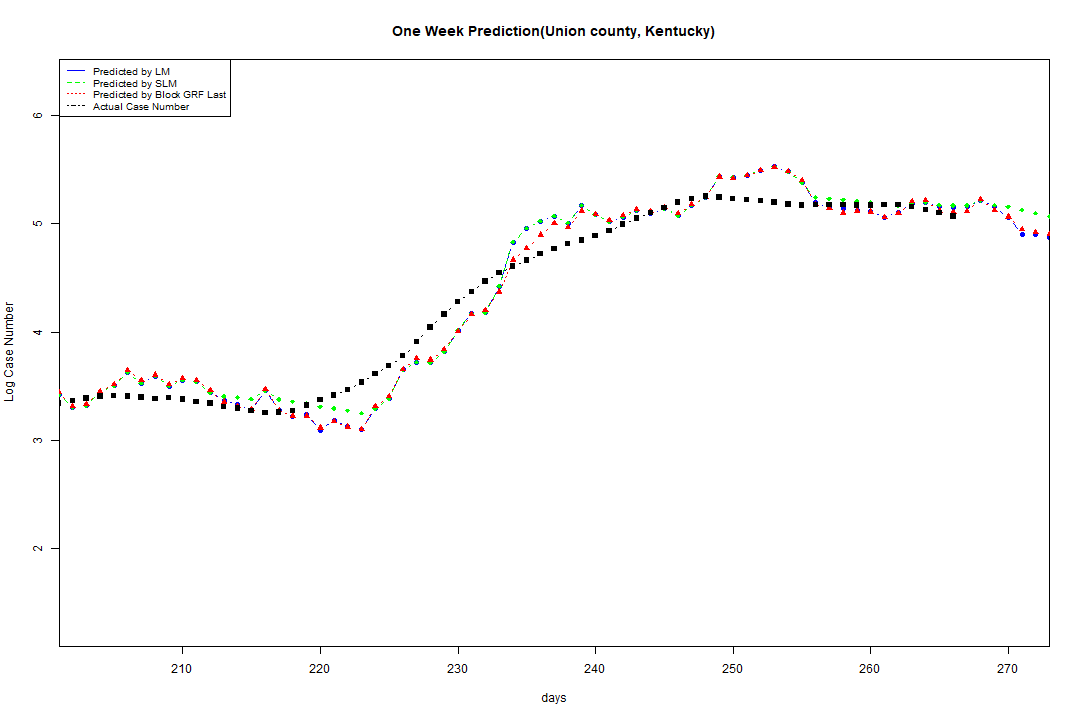 One Week Prediction(Union county, Kentucky)
Predicted by LM
Predicted by SLM
Predicted by Block GRF Last
Actual Case Number
6
5
4
3
2
Log Case Number
210 220 230 240 250 260 270
days